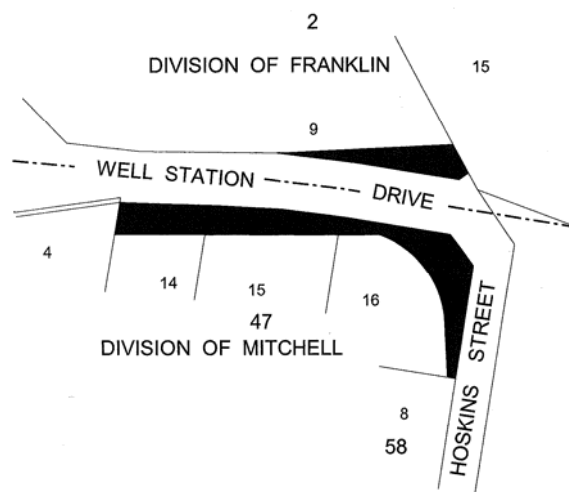 2
DIVISION OF FRANKLIN
15
9
WELL STATION DRIVE
4
14
15
16
47
DIVISION OF MITCHELL
8
58
HOSKINS STREET